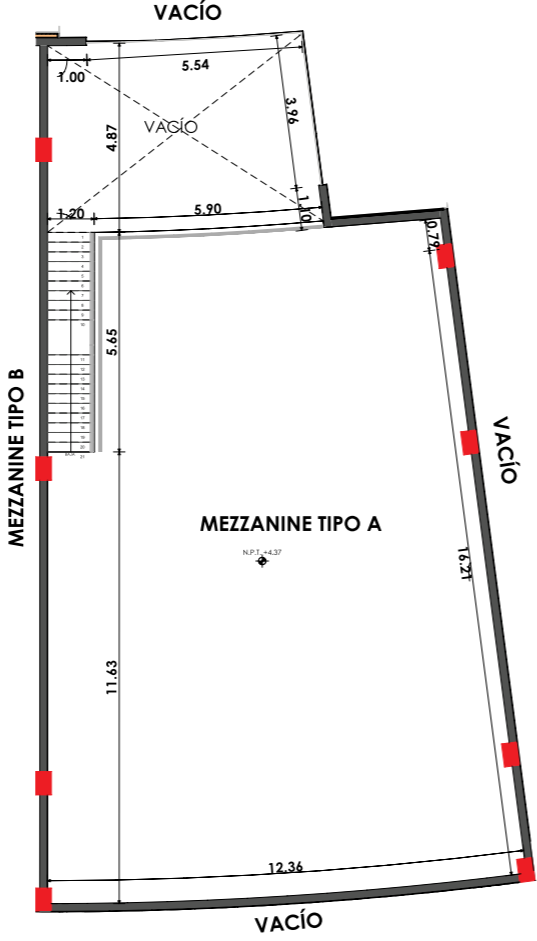 VACÍO
5.54
1.00
3.96
4.87
VACÍO
1.20
5.90
1.10
0.79
5.65
MEZZANINE TIPO B
VACÍO
MEZZANINE TIPO A
N.P.T. +4.37
16.21
11.63
12.36
VACÍO